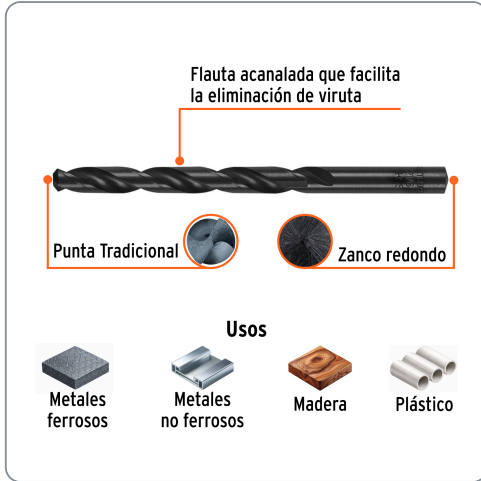 Flauta acanalada que facilita
la eliminación de viruta
Punta Tradicional
Zanco redondo
Usos
Metales
ferrosos
Metales
no ferrosos
Madera
Plástico